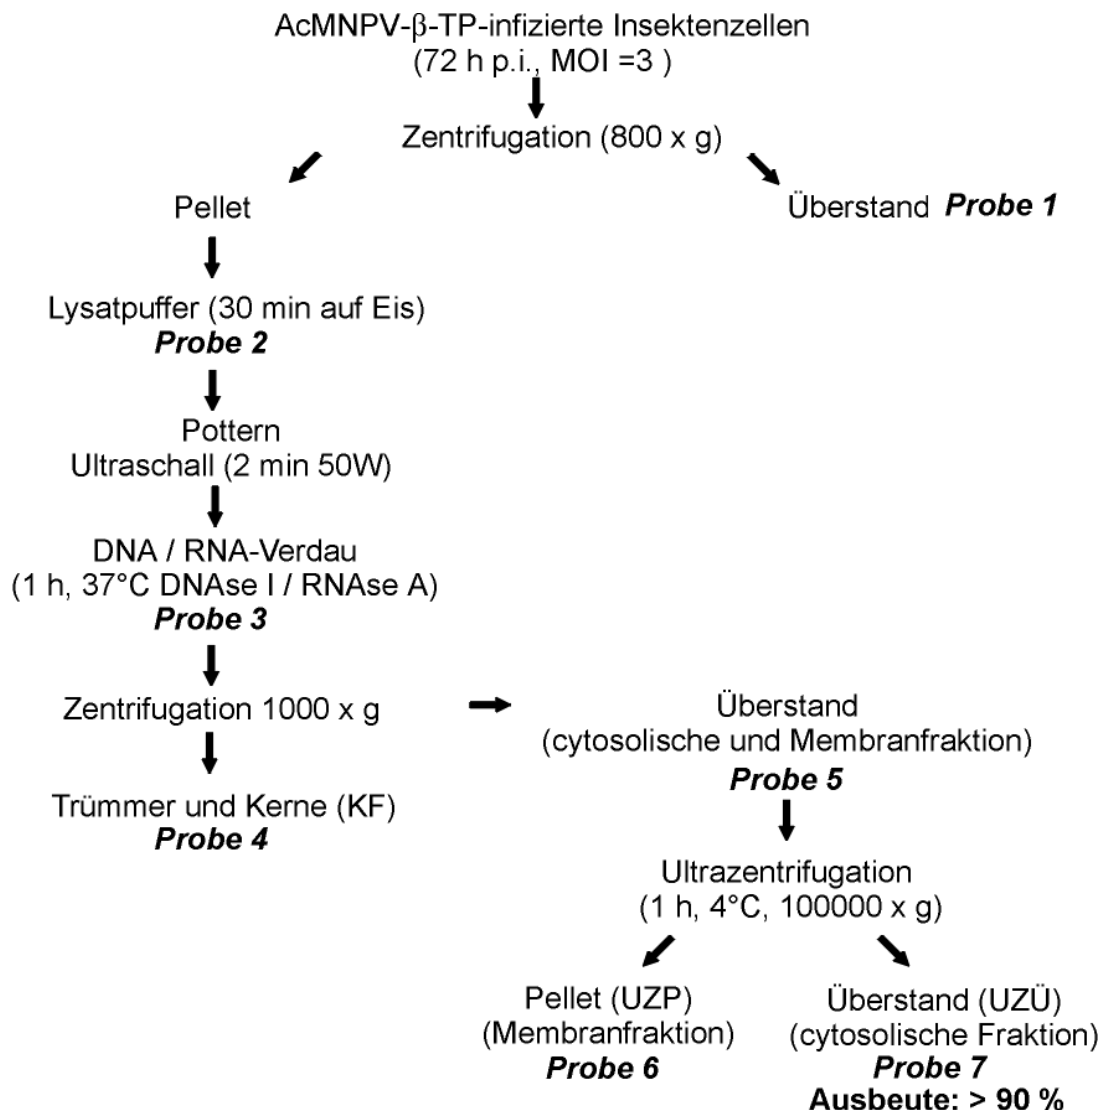 AcMNPV-β-TP-infizierte Insektenzellen
(72 h p.i., MOI =3 )
Zentrifugation (800 x g)
Pellet
Überstand Probe 1
Lysatpuffer (30 min auf Eis)
Probe 2
Pottern
Ultraschall (2 min 50W)
DNA / RNA-Verdau
(1 h, 37°C DNAse I / RNAse A)
Probe 3
Zentrifugation 1000 x g
Trümmer und Kerne (KF)
Probe 4
Überstand
(cytosolische und Membranfraktion)
Probe 5
Ultrazentrifugation
(1 h, 4°C, 100000 x g)
Pellet (UZP)
(Membranfraktion)
Probe 6
Überstand (UZÜ)
(cytosolische Fraktion)
Probe 7
Ausbeute: > 90 %